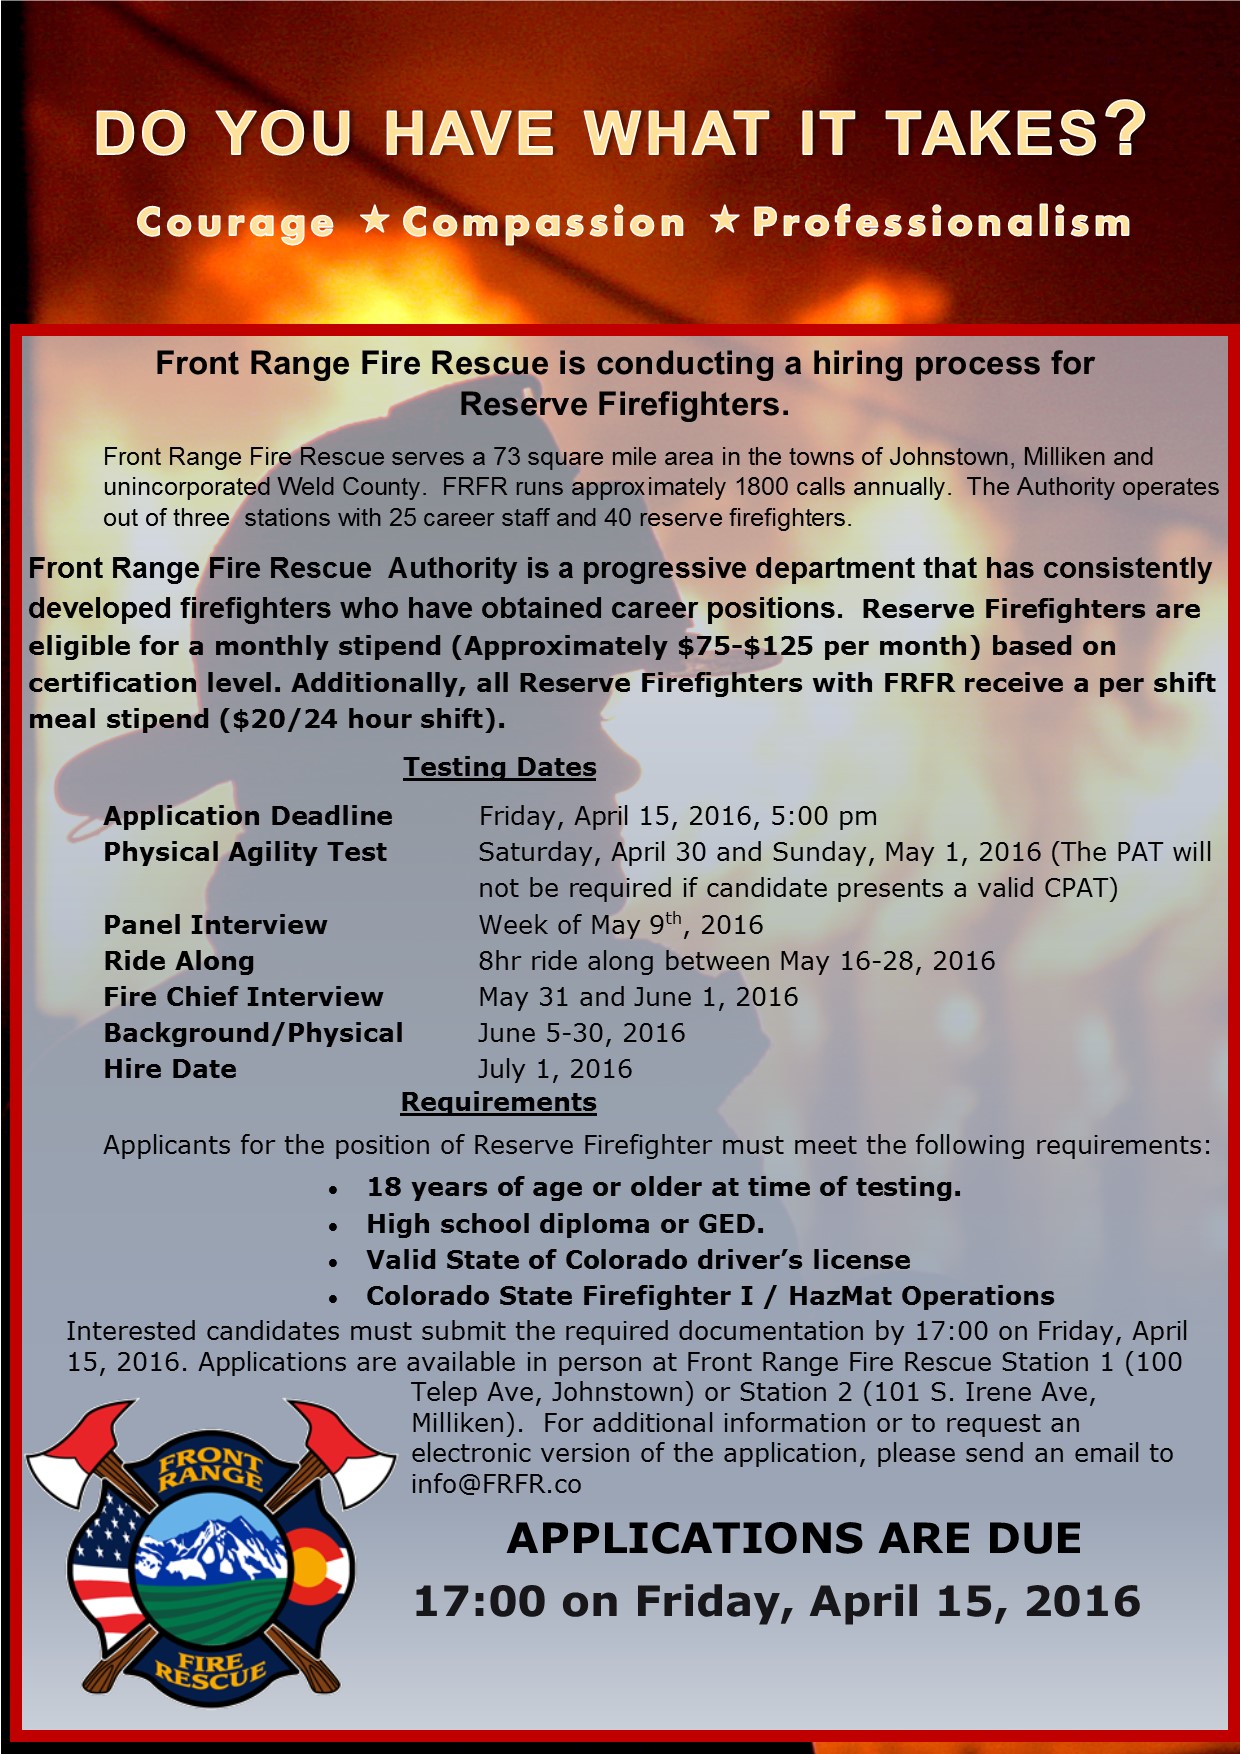 DO YOU HAVE WHAT IT TAKES?
Courage ★ Compassion ★ Professionalism
Front Range Fire Rescue is conducting a hiring process for
Reserve Firefighters.
Front Range Fire Rescue serves a 73 square mile area in the towns of Johnstown, Milliken and
unincorporated Weld County.  FRFR runs approximately 1800 calls annually.  The Authority operates
out of three  stations with 25 career staff and 40 reserve firefighters.
Front Range Fire Rescue  Authority is a progressive department that has consistently
developed firefighters who have obtained career positions.  Reserve Firefighters are
eligible for a monthly stipend (Approximately $75-$125 per month) based on
certification level. Additionally, all Reserve Firefighters with FRFR receive a per shift
meal stipend ($20/24 hour shift).
Testing Dates
Application Deadline Friday, April 15, 2016, 5:00 pm
Physical Agility Test Saturday, April 30 and Sunday, May 1, 2016 (The PAT will
not be required if candidate presents a valid CPAT)
Panel Interview Week of May 9th, 2016
Ride Along 8hr ride along between May 16-28, 2016
Fire Chief Interview May 31 and June 1, 2016
Background/Physical June 5-30, 2016
Hire Date July 1, 2016
Requirements
Applicants for the position of Reserve Firefighter must meet the following requirements:
• 18 years of age or older at time of testing.
• High school diploma or GED.
• Valid State of Colorado driver’s license
• Colorado State Firefighter I / HazMat Operations
Interested candidates must submit the required documentation by 17:00 on Friday, April
15, 2016. Applications are available in person at Front Range Fire Rescue Station 1 (100
Telep Ave, Johnstown) or Station 2 (101 S. Irene Ave,
Milliken).  For additional information or to request an
electronic version of the application, please send an email to
info@FRFR.co
FRONT
RANGE
FIRE
RESCUE
APPLICATIONS ARE DUE
17:00 on Friday, April 15, 2016